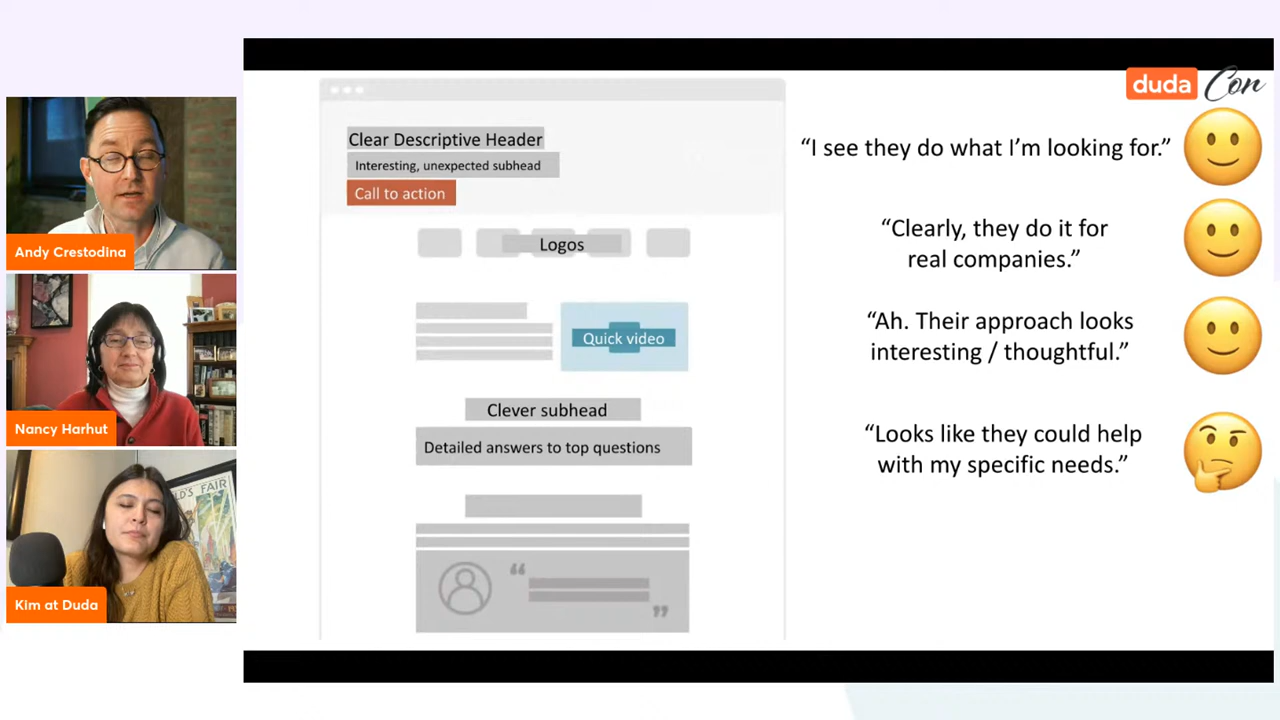 duda Con
Clear Descriptive Header
Interesting, unexpected subhead
Call to action
“I see they do what I’m looking for.”
Logos
“Clearly, they do it for
real companies.”
Quick video
“Ah. Their approach looks
interesting / thoughtful.”
Clever subhead
Detailed answers to top questions
“Looks like they could help
with my specific needs.”
“
”
Andy Crestodina
Nancy Harhut
D'S FAIR
Kim at Duda